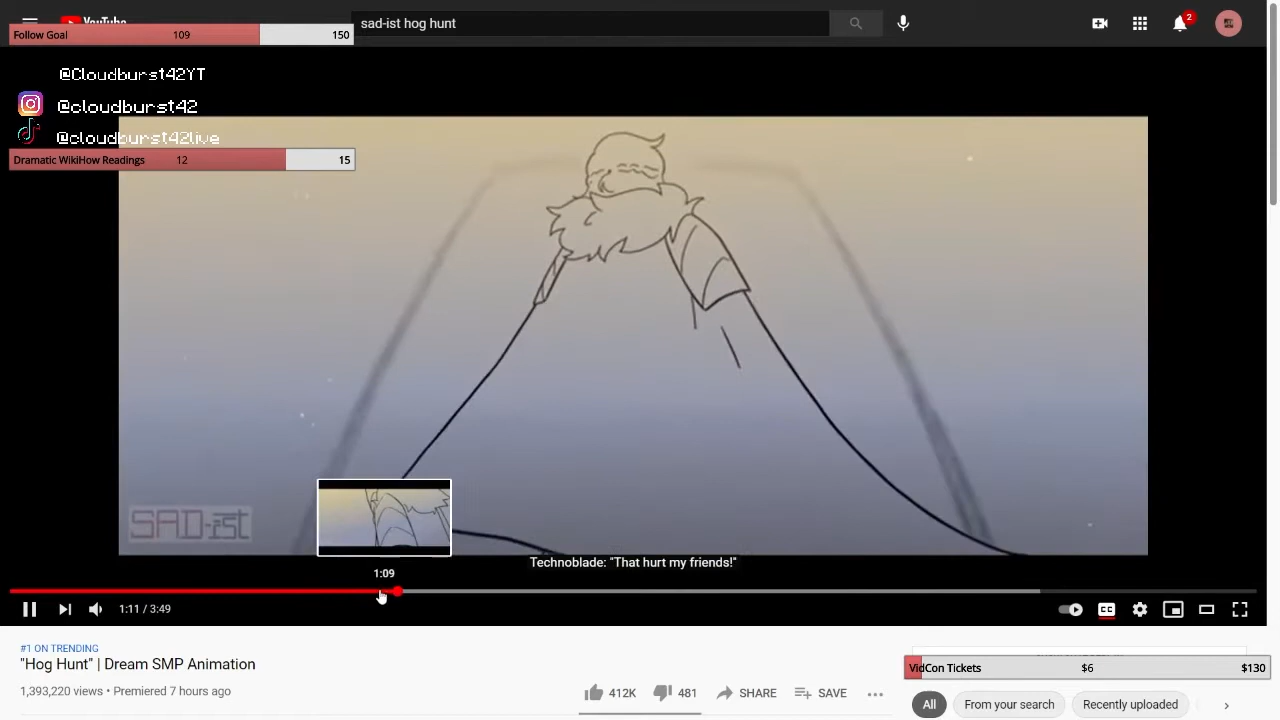 YouTube
sad-ist hog hunt
2
Follow Goal 109 150
@Cloudburst42YT
@cloudburst42
@cloudburst42live
Dramatic WikiHow Readings 12 15
SAD-ist
Technoblade: "That hurt my friends!"
1:09
1:11 / 3:49
CC
#1 ON TRENDING
"Hog Hunt" | Dream SMP Animation
1,393,220 views • Premiered 7 hours ago
412K 481 SHARE SAVE
VidCon Tickets $6 $130
All From your search Recently uploaded